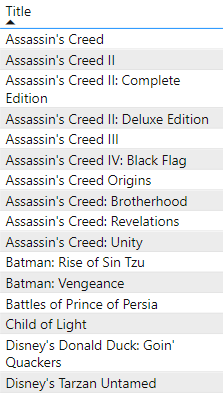 Title
Assassin's Creed
Assassin's Creed II
Assassin's Creed II: Complete
Edition
Assassin's Creed II: Deluxe Edition
Assassin's Creed III
Assassin's Creed IV: Black Flag
Assassin's Creed Origins
Assassin's Creed: Brotherhood
Assassin's Creed: Revelations
Assassin's Creed: Unity
Batman: Rise of Sin Tzu
Batman: Vengeance
Battles of Prince of Persia
Child of Light
Disney's Donald Duck: Goin'
Quackers
Disney's Tarzan Untamed